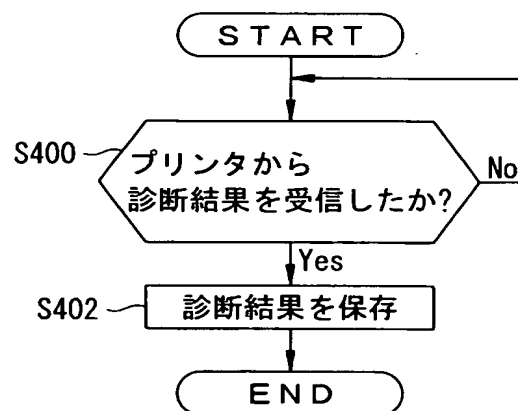 START
S400
プリンタから
診断結果を受信したか?
No
Yes
S402
診断結果を保存
END